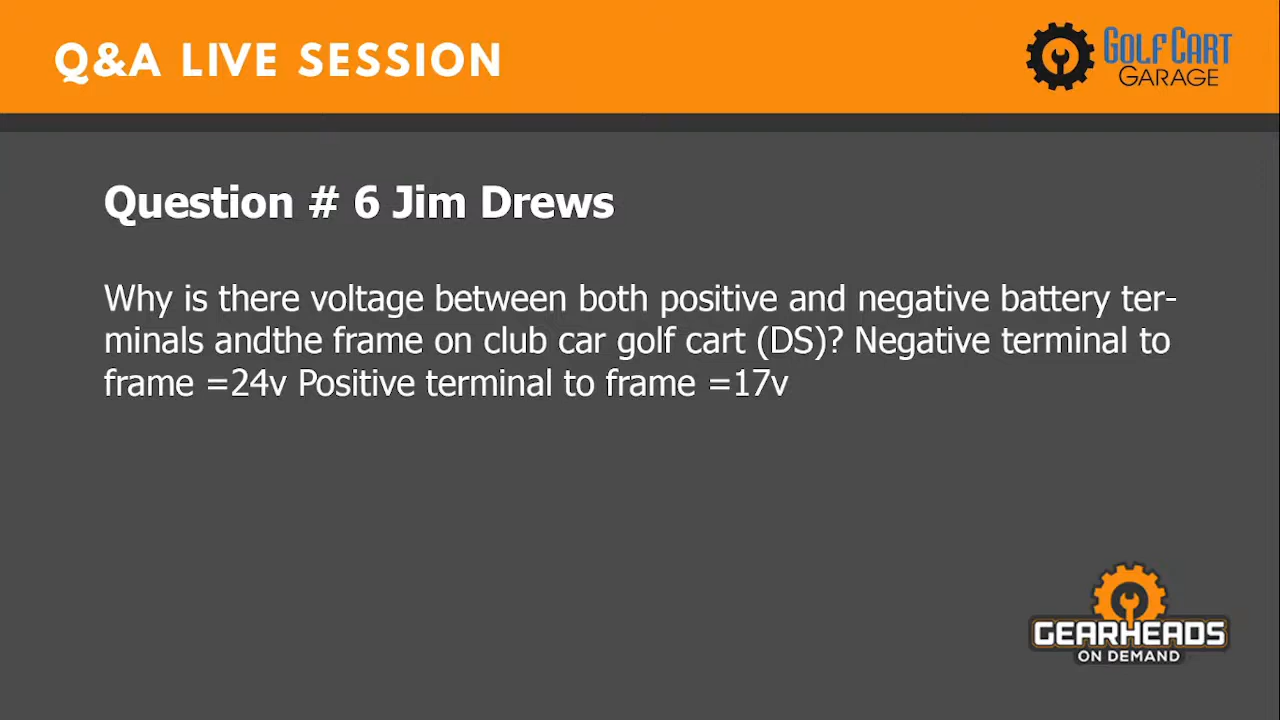 Q&A LIVE SESSION
GOLF CART
GARAGE
Question # 6 Jim Drews
Why is there voltage between both positive and negative battery ter-
minals andthe frame on club car golf cart (DS)? Negative terminal to
frame =24v Positive terminal to frame =17v
GEARHEADS
ON DEMAND